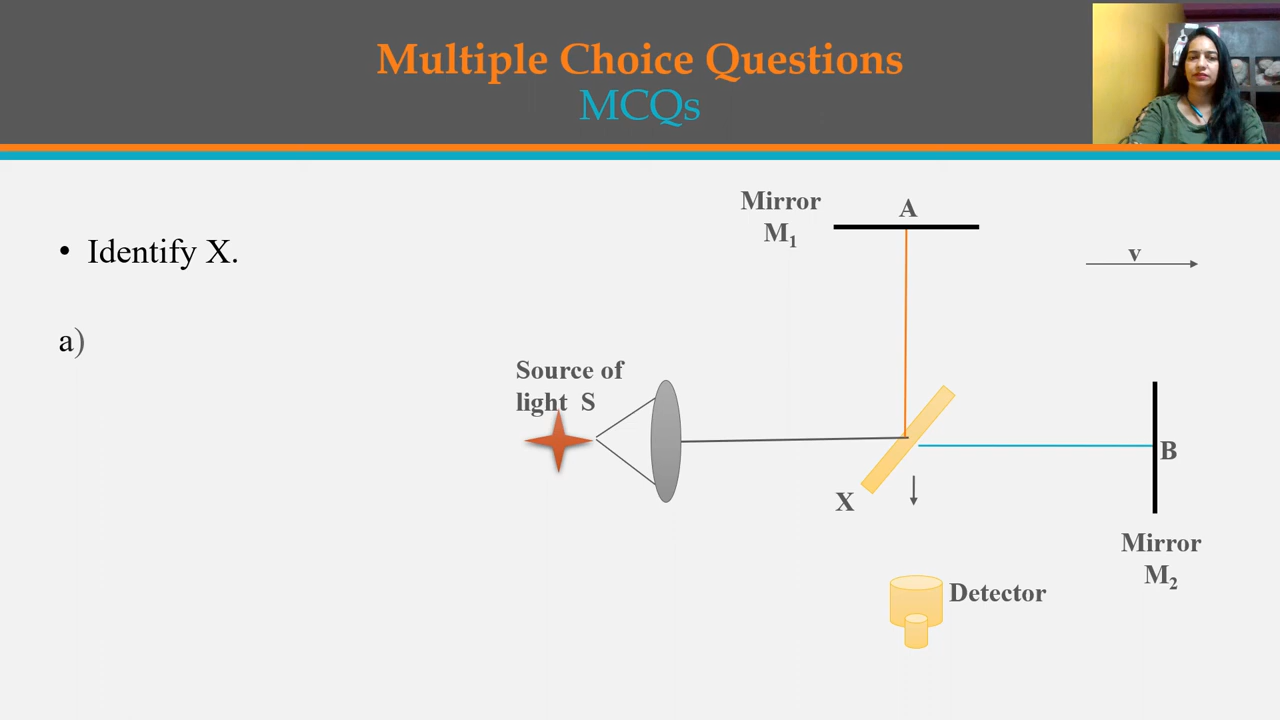 Multiple Choice Questions
MCQs
• Identify X.
a)
Mirror
M₁
A
v
Source of
light S
X
B
Mirror
M₂
Detector